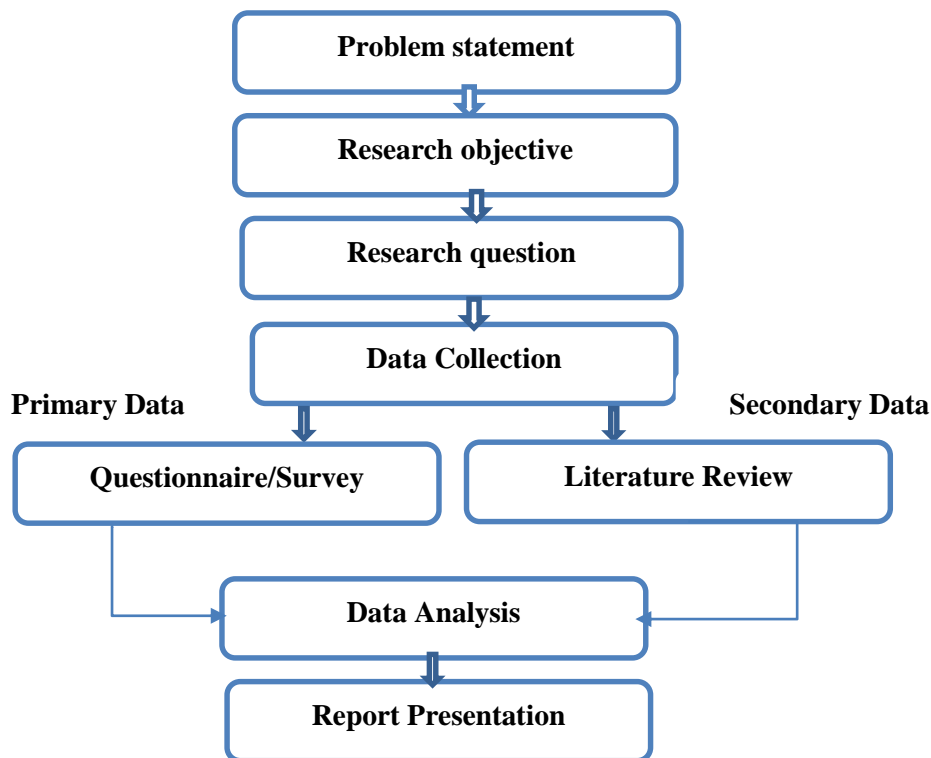 Problem statement
Research objective
Research question
Data Collection
Primary Data
Secondary Data
Questionnaire/Survey
Literature Review
Data Analysis
Report Presentation